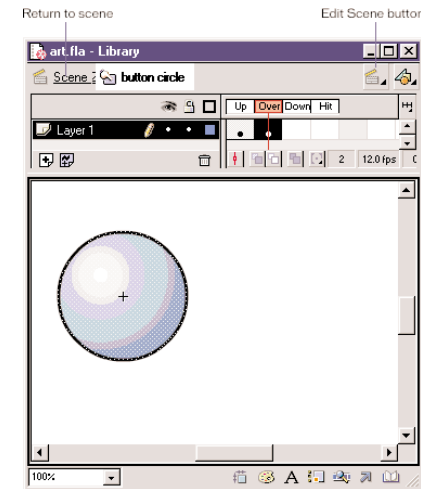 Return to scene
Edit Scene button
art.fla - Library
Scene
button circle
Up Over Down Hit
Layer 1
2 12.0 fps
100%
A